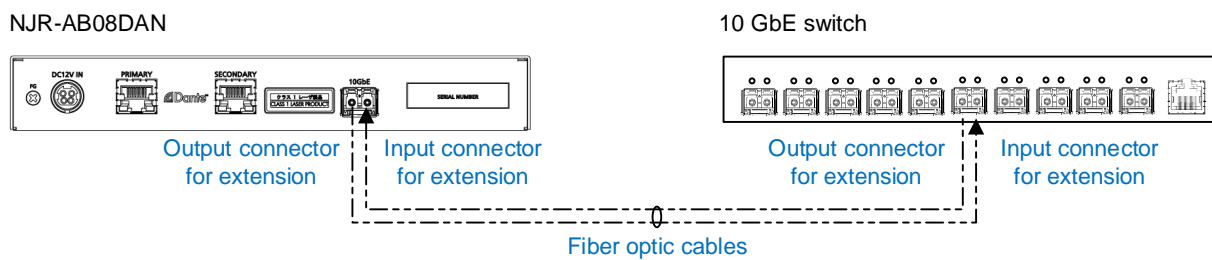 NJR-AB08DAN
10 GbE switch
DC12V IN
PRIMARY
SECONDARY
10GbE
FG
Dante
クラス 1 レーザ製品
CLASS 1 LASER PRODUCT
SERIAL NUMBER
Output connector
for extension
Input connector
for extension
Output connector
for extension
Input connector
for extension
Fiber optic cables